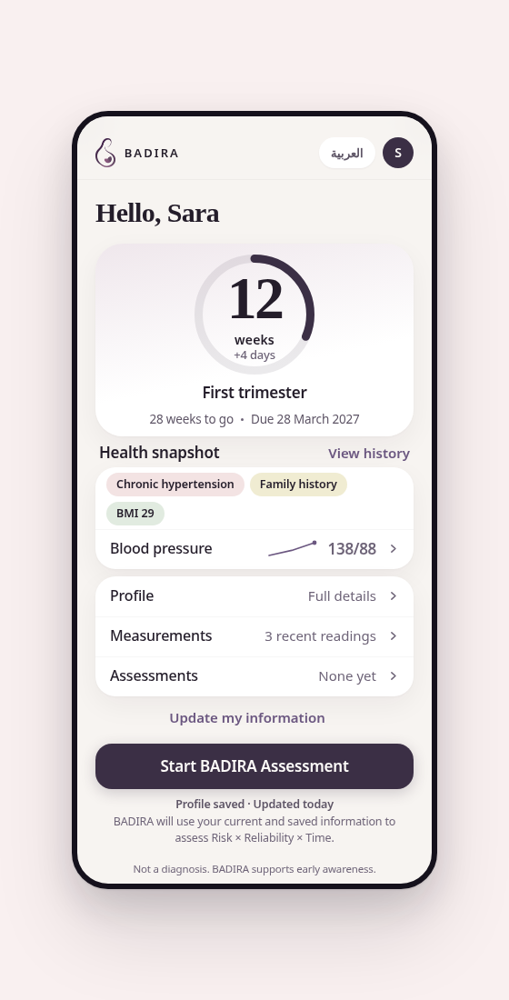 BADIRA
العربية
S
Hello, Sara
12
weeks
+4 days
First trimester
28 weeks to go • Due 28 March 2027
Health snapshot
View history
Chronic hypertension
Family history
BMI 29
Blood pressure
138/88
Profile
Full details
Measurements
3 recent readings
Assessments
None yet
Update my information
Start BADIRA Assessment
Profile saved · Updated today
BADIRA will use your current and saved information to
assess Risk × Reliability × Time.
Not a diagnosis. BADIRA supports early awareness.